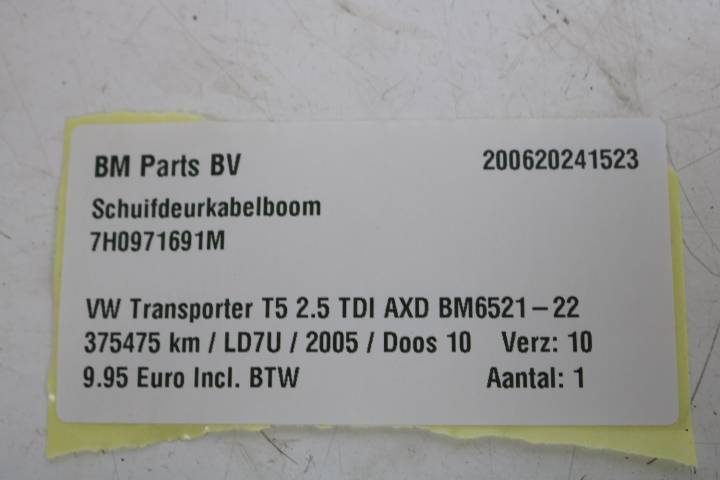 BM Parts BV 200620241523
Schuifdeurkabelboom
7H0971691M
VW Transporter T5 2.5 TDI AXD BM6521-22
375475 km / LD7U / 2005 / Doos 10 Verz: 10
9.95 Euro Incl. BTW Aantal: 1